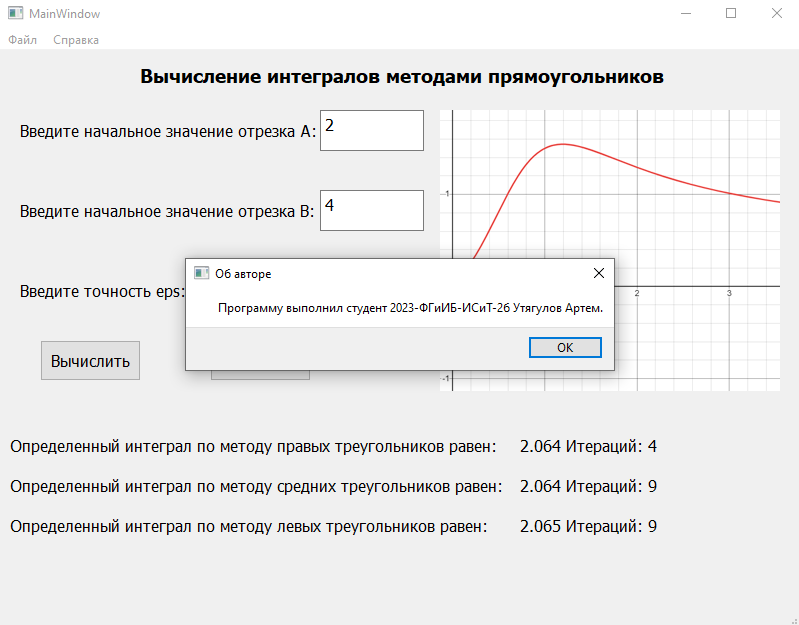 MainWindow
Файл Справка
Вычисление интегралов методами прямоугольников
Введите начальное значение отрезка A: 2
Введите начальное значение отрезка B: 4
1
Введите точность eps:
Об авторе
Программу выполнил студент 2023-ФГиИБ-ИСиТ-2б Утягулов Артем.
OK
2 3
Вычислить
-1
Определенный интеграл по методу правых треугольников равен: 2.064 Итераций: 4
Определенный интеграл по методу средних треугольников равен: 2.064 Итераций: 9
Определенный интеграл по методу левых треугольников равен: 2.065 Итераций: 9